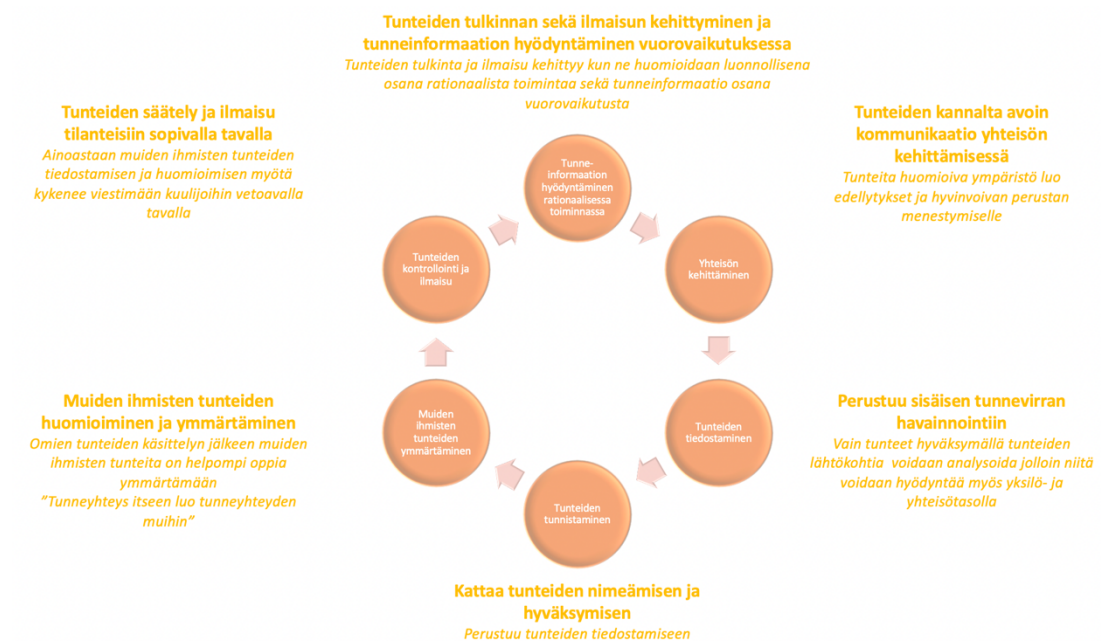 Tunteiden tulkinnan sekä ilmaisun kehittyminen ja
tunneinformaation hyödyntäminen vuorovaikutuksessa
Tunteiden tulkinta ja ilmaisu kehittyy kun ne huomioidaan luonnollisena
osana rationaalista toimintaa sekä tunneinformaatio osana
vuorovaikutusta
Tunteiden säätely ja ilmaisu
tilanteisiin sopivalla tavalla
Ainoastaan muiden ihmisten tunteiden
tiedostamisen ja huomioimisen myötä
kykenee viestimään kuulijoihin vetoavalla
tavalla
Tunteiden kannalta avoin
kommunikaatio yhteisön
kehittämisessä
Tunteita huomioiva ympäristö luo
edellytykset ja hyvinvoivan perustan
menestymiselle
Tunne-
informaation
hyödyntäminen
rationaalisessa
toiminnassa
Tunteiden
kontrollointi ja
ilmaisu
Yhteisön
kehittäminen
Muiden ihmisten tunteiden
huomioiminen ja ymmärtäminen
Omien tunteiden käsittelyn jälkeen muiden
ihmisten tunteita on helpompi oppia
ymmärtämään
”Tunneyhteys itseen luo tunneyhteyden
muihin”
Muiden
ihmisten
tunteiden
ymmärtäminen
Tunteiden
tiedostaminen
Perustuu sisäisen tunnevirran
havainnointiin
Vain tunteet hyväksymällä tunteiden
lähtökohtia voidaan analysoida jolloin niitä
voidaan hyödyntää myös yksilö- ja
yhteisötasolla
Tunteiden
tunnistaminen
Kattaa tunteiden nimeämisen ja
hyväksymisen
Perustuu tunteiden tiedostamiseen